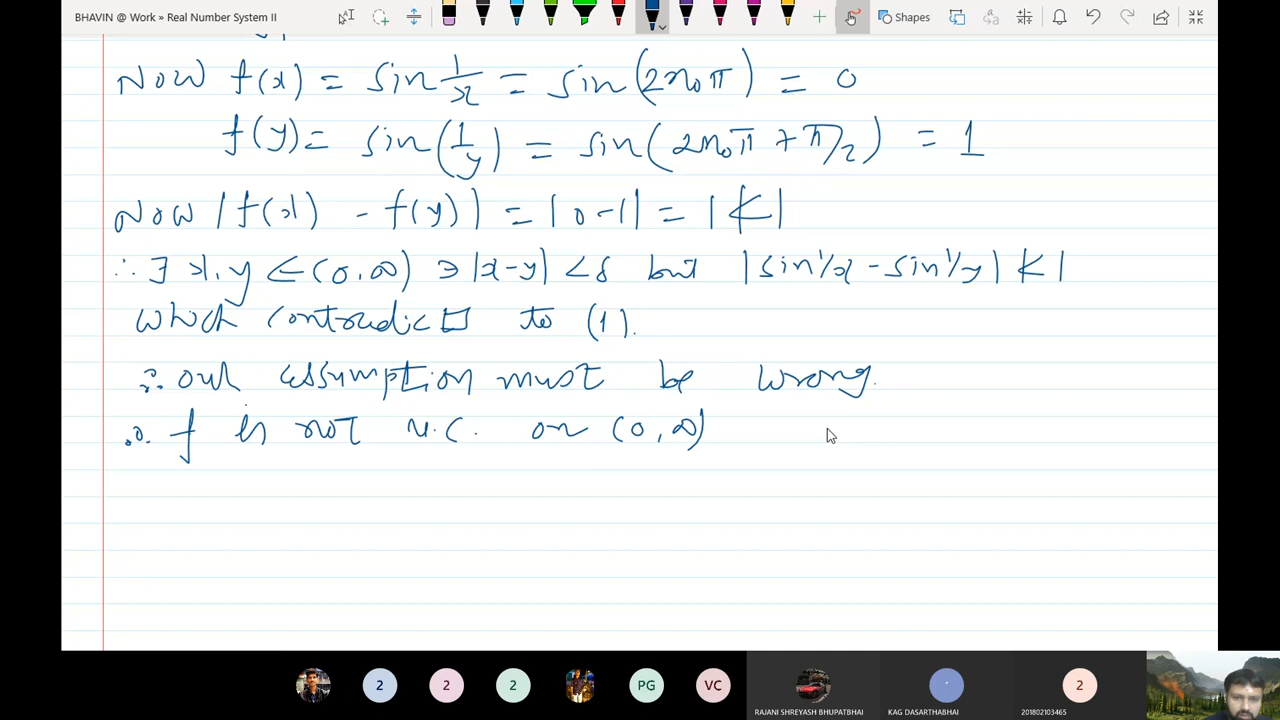 BHAVIN @ Work » Real Number System II
Shapes
Now f(x) = sin 1/x = sin(2n₀π) = 0
f(y) = sin(1/y) = sin(2n₀π + π/2) = 1
Now |f(x) - f(y)| = |0-1| = 1 ≮ 1
∴ ∃ x, y ∈ (0, ∞) ∋ |x-y| < δ but |sin 1/x - sin 1/y| ≮ 1
which contradicts to (1).
∴ our assumption must be wrong.
∴ f is not u.c. on (0, ∞)
2
2
2
PG
VC
RAJANI SHREYASH BHUPATBHAI
KAG DASARTHABHAI
2
201802103465